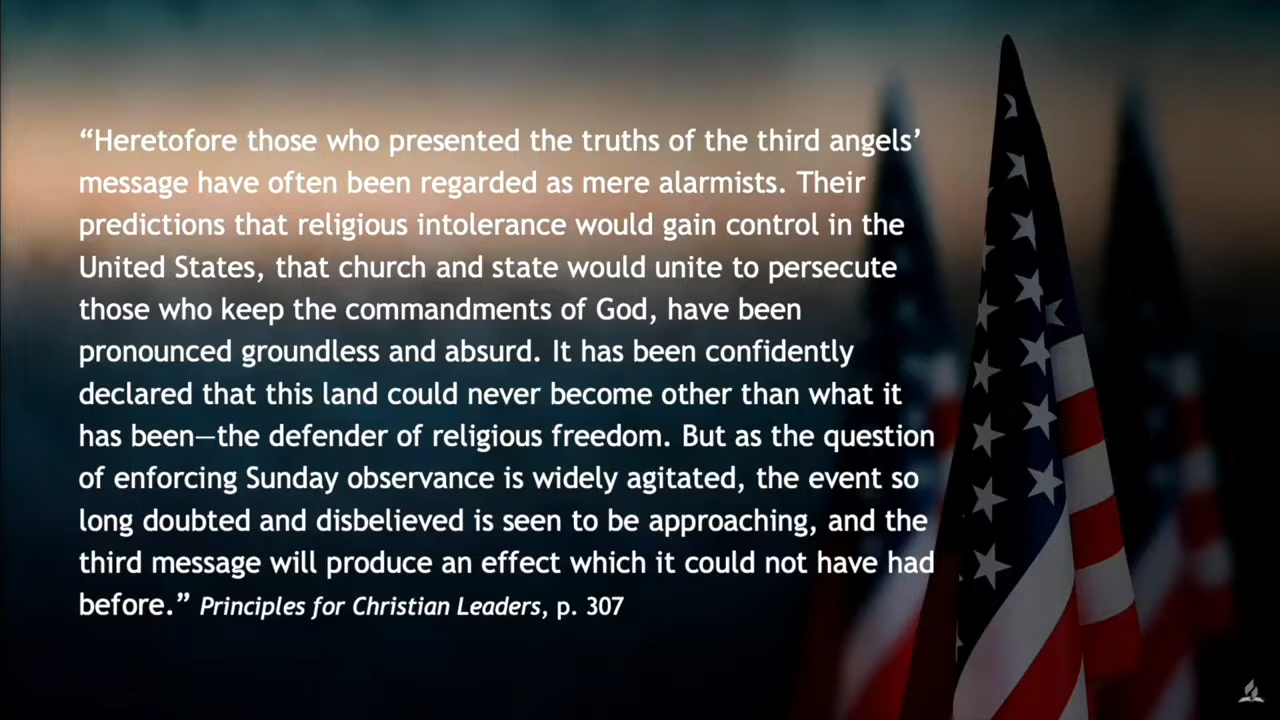 “Heretofore those who presented the truths of the third angels’
message have often been regarded as mere alarmists. Their
predictions that religious intolerance would gain control in the
United States, that church and state would unite to persecute
those who keep the commandments of God, have been
pronounced groundless and absurd. It has been confidently
declared that this land could never become other than what it
has been—the defender of religious freedom. But as the question
of enforcing Sunday observance is widely agitated, the event so
long doubted and disbelieved is seen to be approaching, and the
third message will produce an effect which it could not have had
before.” Principles for Christian Leaders, p. 307